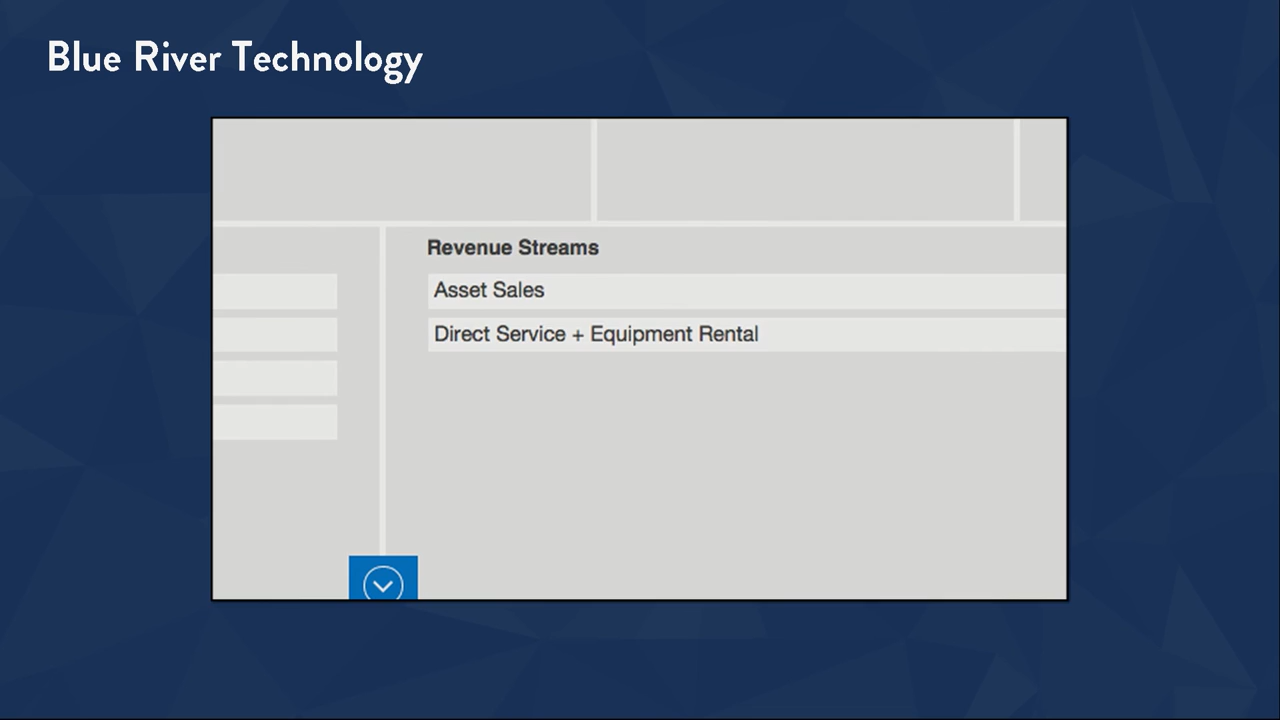 Blue River Technology
Revenue Streams
Asset Sales
Direct Service + Equipment Rental